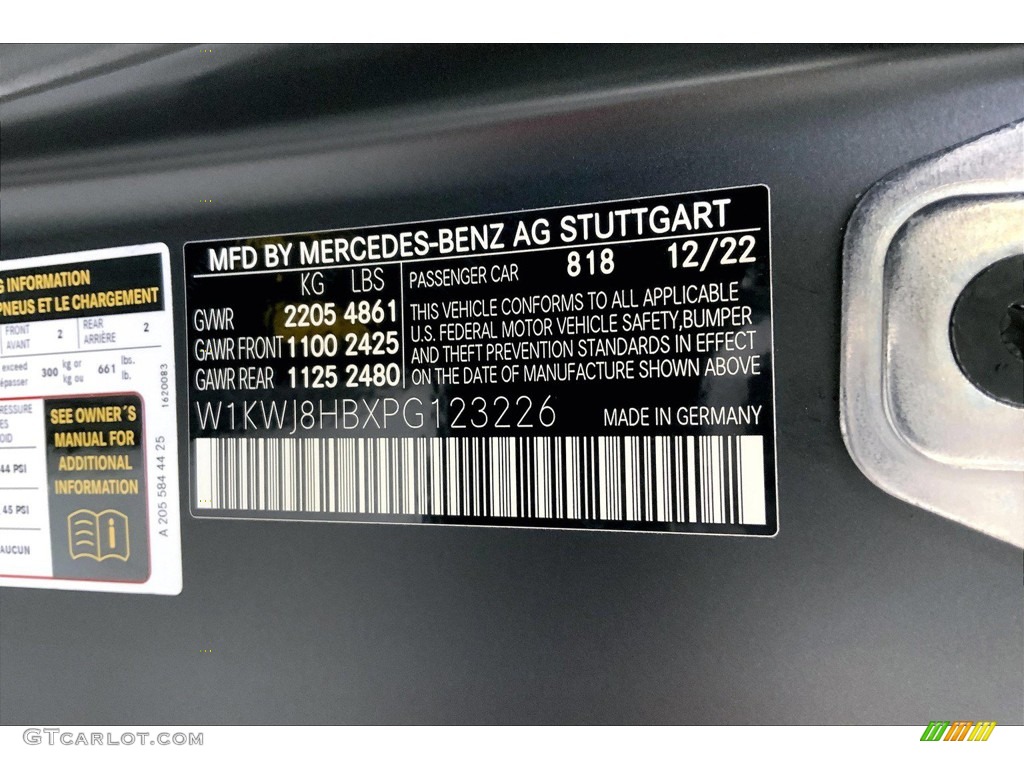 G INFORMATION
PNEUS ET LE CHARGEMENT
FRONT 2 REAR 2
AVANT ARRIÈRE
exceed 300 kg or 661 lbs.
kg ou lb.
1620083
44 PSI
45 PSI
AUCUN
SEE OWNER'S
MANUAL FOR
ADDITIONAL
INFORMATION
A 205 584 44 25
MFD BY MERCEDES-BENZ AG STUTTGART
KG LBS
GVWR 2205 4861
GAWR FRONT 1100 2425
GAWR REAR 1125 2480
PASSENGER CAR 818 12/22
THIS VEHICLE CONFORMS TO ALL APPLICABLE
U.S. FEDERAL MOTOR VEHICLE SAFETY,BUMPER
AND THEFT PREVENTION STANDARDS IN EFFECT
ON THE DATE OF MANUFACTURE SHOWN ABOVE
W1KWJ8HBXPG123226 MADE IN GERMANY
GTCARLOT.COM